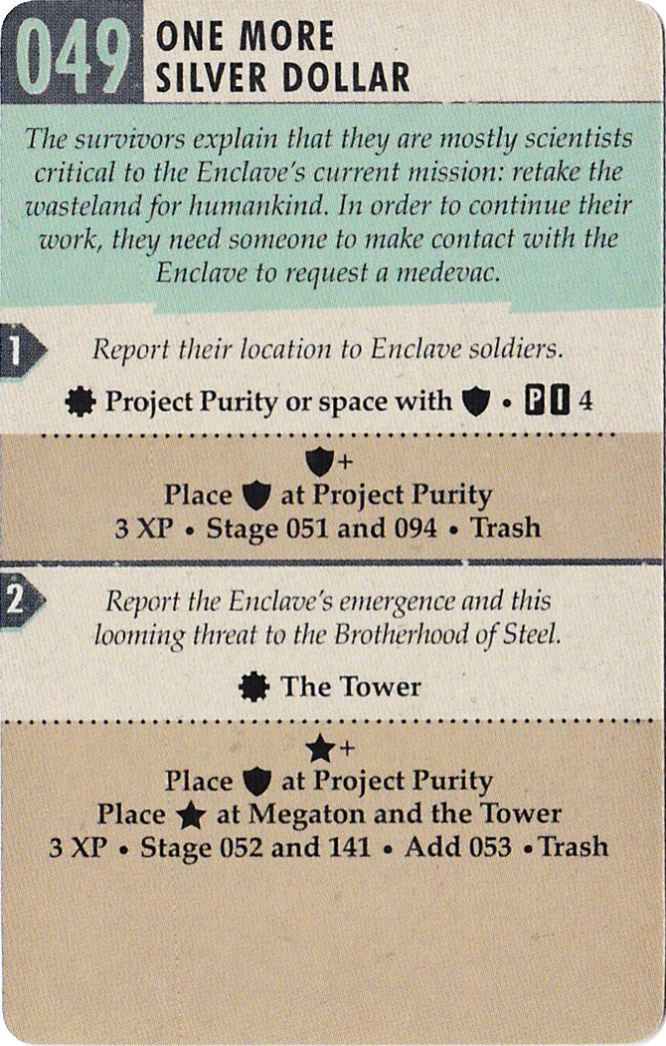 049
ONE MORE
SILVER DOLLAR
The survivors explain that they are mostly scientists
critical to the Enclave's current mission: retake the
wasteland for humankind. In order to continue their
work, they need someone to make contact with the
Enclave to request a medevac.
1
Report their location to Enclave soldiers.
Project Purity or space with • P I 4
+
Place at Project Purity
3 XP • Stage 051 and 094 • Trash
2
Report the Enclave's emergence and this
looming threat to the Brotherhood of Steel.
The Tower
+
Place at Project Purity
Place at Megaton and the Tower
3 XP • Stage 052 and 141 • Add 053 • Trash